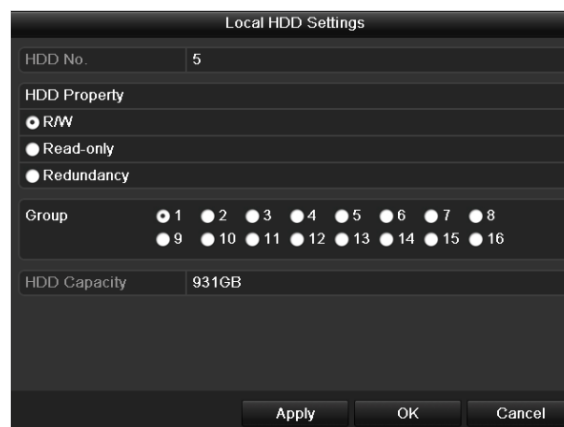 Local HDD Settings
HDD No. 5
HDD Property
R/W
Read-only
Redundancy
Group 1 2 3 4 5 6 7 8
9 10 11 12 13 14 15 16
HDD Capacity 931GB
Apply OK Cancel